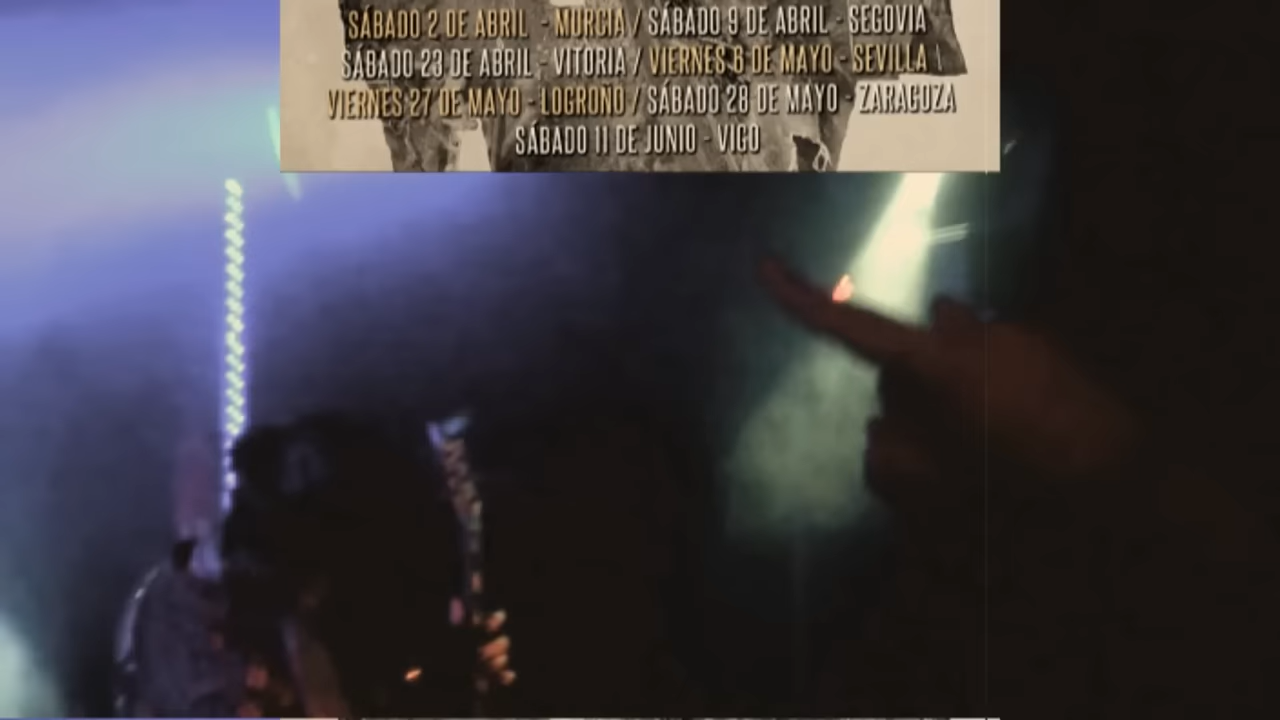 SÁBADO 2 DE ABRIL - MURCIA / SÁBADO 9 DE ABRIL - SEGOVIA
SÁBADO 23 DE ABRIL - VITORIA / VIERNES 6 DE MAYO - SEVILLA |
VIERNES 27 DE MAYO - LOGROÑO / SÁBADO 28 DE MAYO - ZARAGOZA
SÁBADO 11 DE JUNIO - VIGO